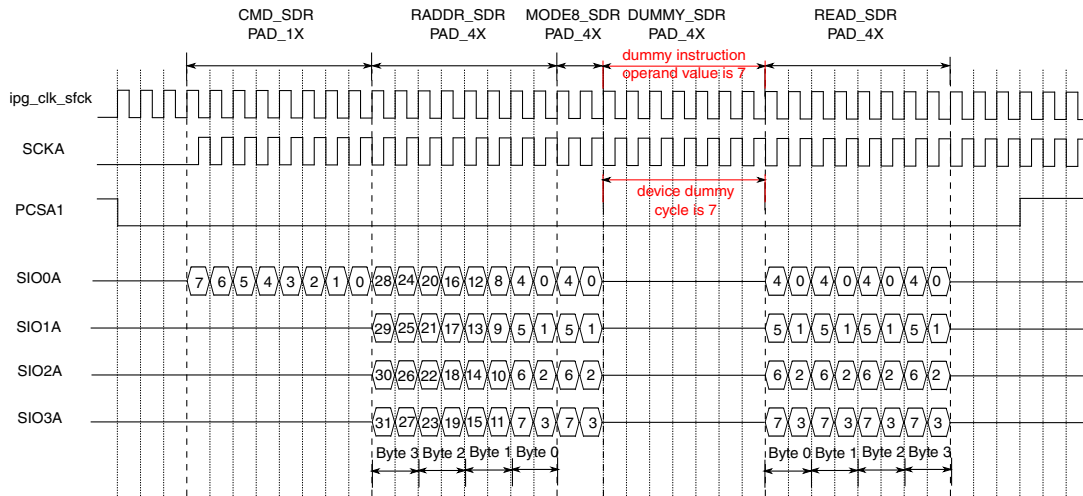 CMD_SDR RADDR_SDR MODE8_SDR DUMMY_SDR READ_SDR
PAD_1X PAD_4X PAD_4X PAD_4X PAD_4X
dummy instruction
operand value is 7
ipg_clk_sfck
SCKA
device dummy
cycle is 7
PCSA1
SIO0A 7 6 5 4 3 2 1 0 28 24 20 16 12 8 4 0 4 0 4 0 4 0 4 0 4 0
SIO1A 29 25 21 17 13 9 5 1 5 1 5 1 5 1 5 1 5 1
SIO2A 30 26 22 18 14 10 6 2 6 2 6 2 6 2 6 2 6 2
SIO3A 31 27 23 19 15 11 7 3 7 3 7 3 7 3 7 3 7 3
Byte 3 Byte 2 Byte 1 Byte 0 Byte 0 Byte 1 Byte 2 Byte 3